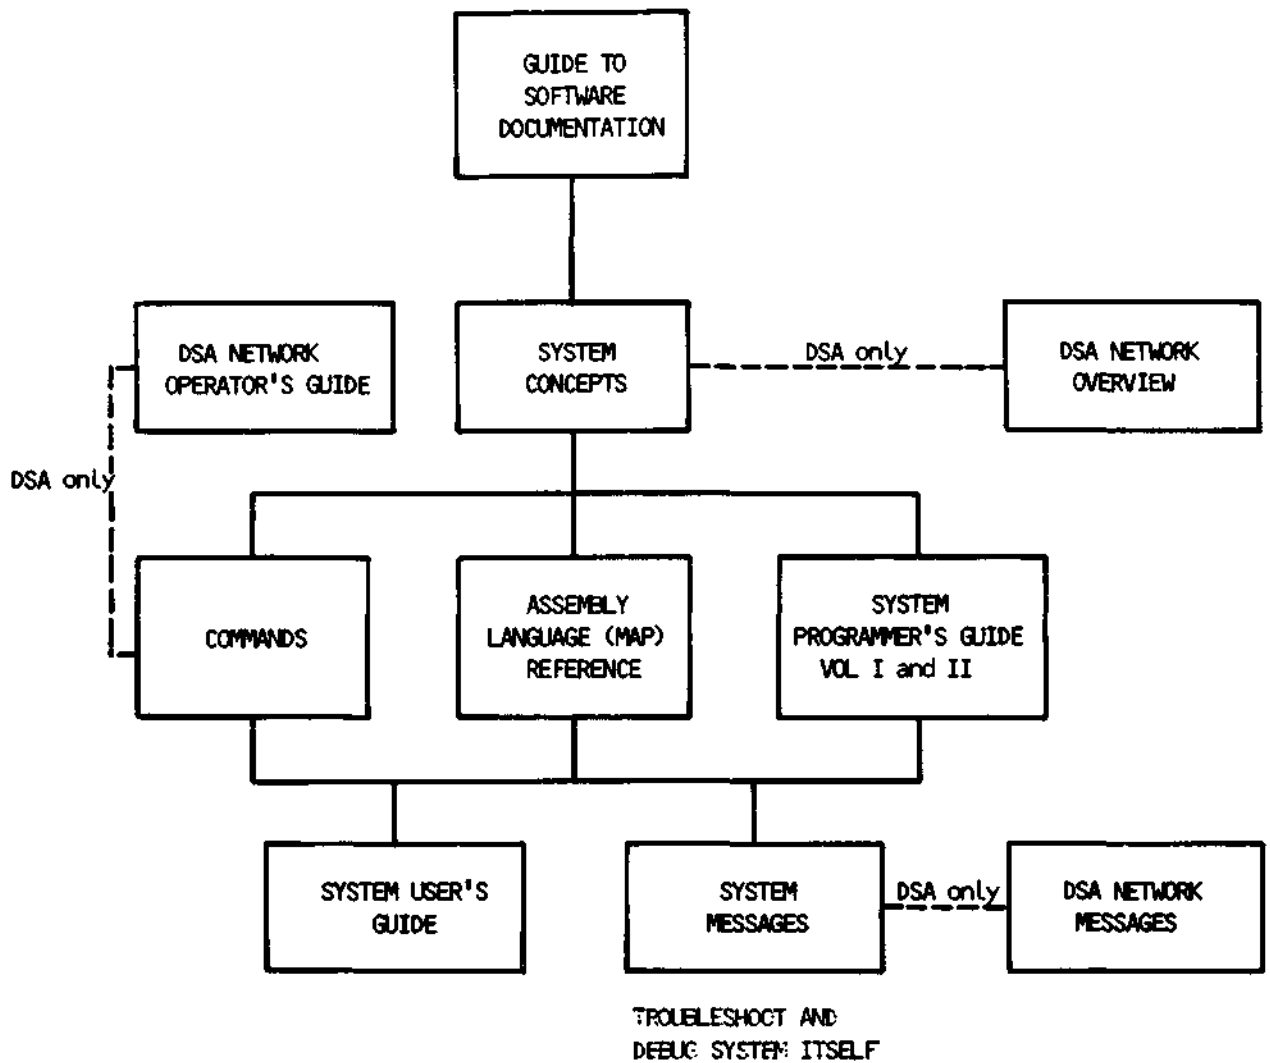 GUIDE TO
SOFTWARE
DOCUMENTATION
DSA NETWORK
OPERATOR'S GUIDE
SYSTEM
CONCEPTS
DSA only
DSA NETWORK
OVERVIEW
DSA only
COMMANDS
ASSEMBLY
LANGUAGE (MAP)
REFERENCE
SYSTEM
PROGRAMMER'S GUIDE
VOL I and II
SYSTEM USER'S
GUIDE
SYSTEM
MESSAGES
DSA only
DSA NETWORK
MESSAGES
TROUBLESHOOT AND
DEBUG SYSTEM ITSELF